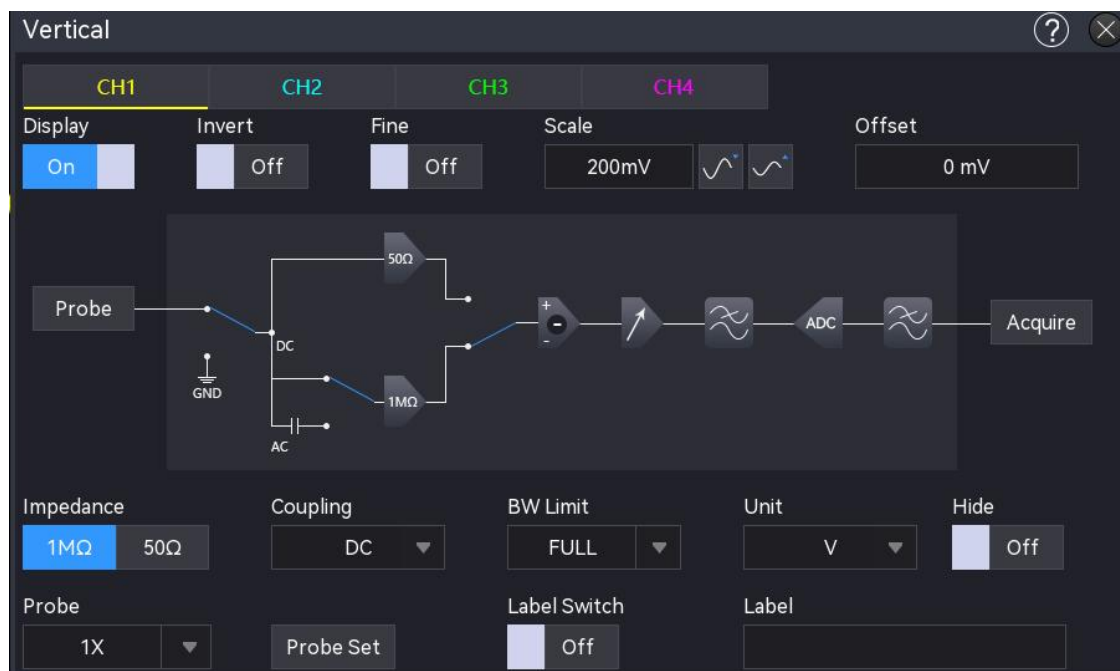 Vertical
?
CH1 CH2 CH3 CH4
Display Invert Fine Scale Offset
On Off Off 200mV 0 mV
50Ω
Probe DC + - - ADC Acquire
GND
1MΩ
AC
Impedance Coupling BW Limit Unit Hide
1MΩ 50Ω DC FULL V Off
Probe Label Switch Label
1X Probe Set Off